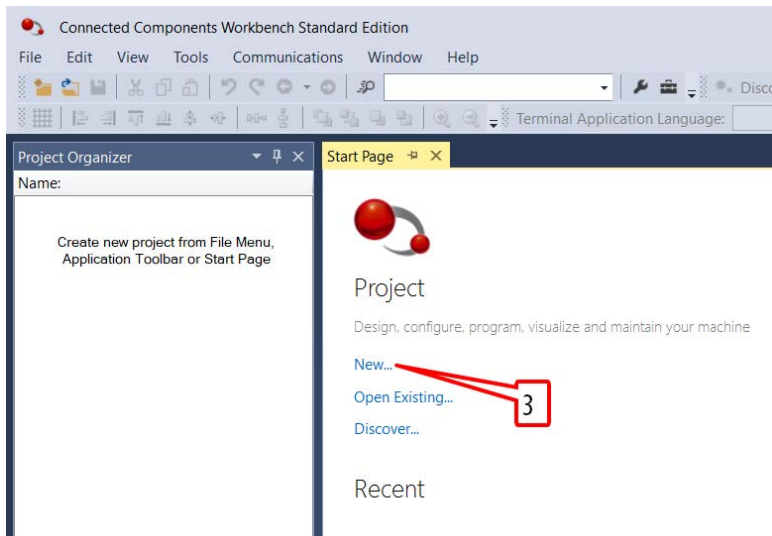 Connected Components Workbench Standard Edition
File Edit View Tools Communications Window Help
Terminal Application Language:
Project Organizer
Start Page
Name:
Create new project from File Menu,
Application Toolbar or Start Page
Project
Design, configure, program, visualize and maintain your machine
New...
3
Open Existing...
Discover...
Recent